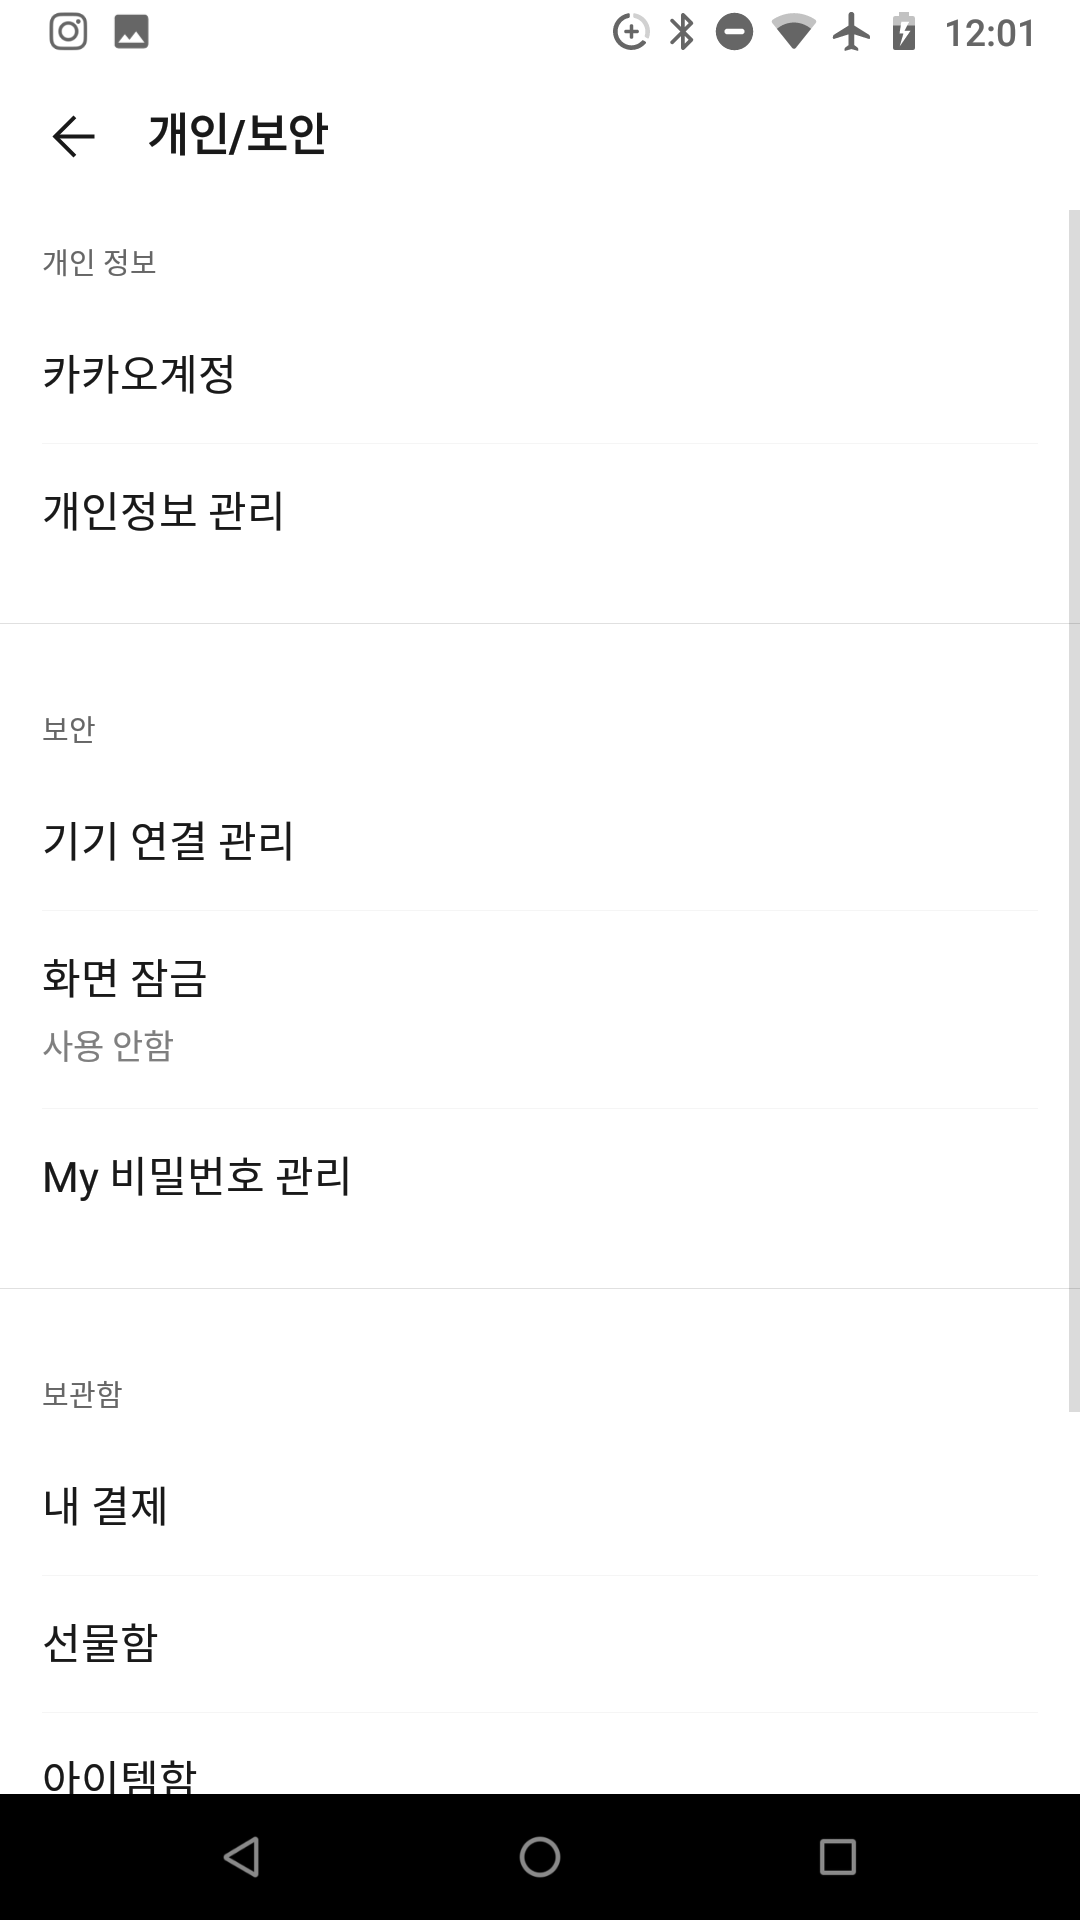 12:01
개인/보안
개인 정보
카카오계정
개인정보 관리
보안
기기 연결 관리
화면 잠금
사용 안함
My 비밀번호 관리
보관함
내 결제
선물함
아이템함